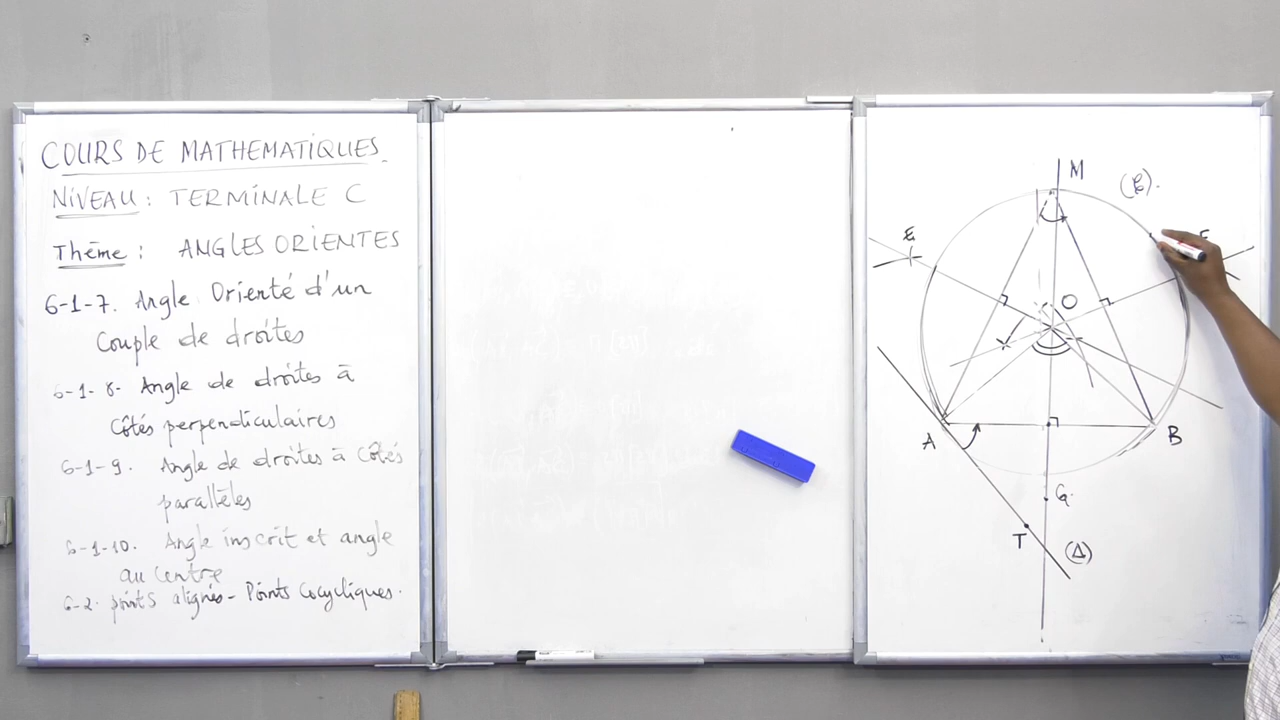 COURS DE MATHEMATIQUES.
NIVEAU : TERMINALE C
Thème : ANGLES ORIENTES
6-1-7. Angle Orienté d'un
Couple de droites
6-1-8. Angle de droites à
Côtés perpendiculaires
6-1-9. Angle de droites à Côtés
parallèles
6-1-10. Angle inscrit et angle
au Centre
6-2. points alignés - Points Cocycliques.
M
(C).
E
O
A
B
G.
T
(Δ)